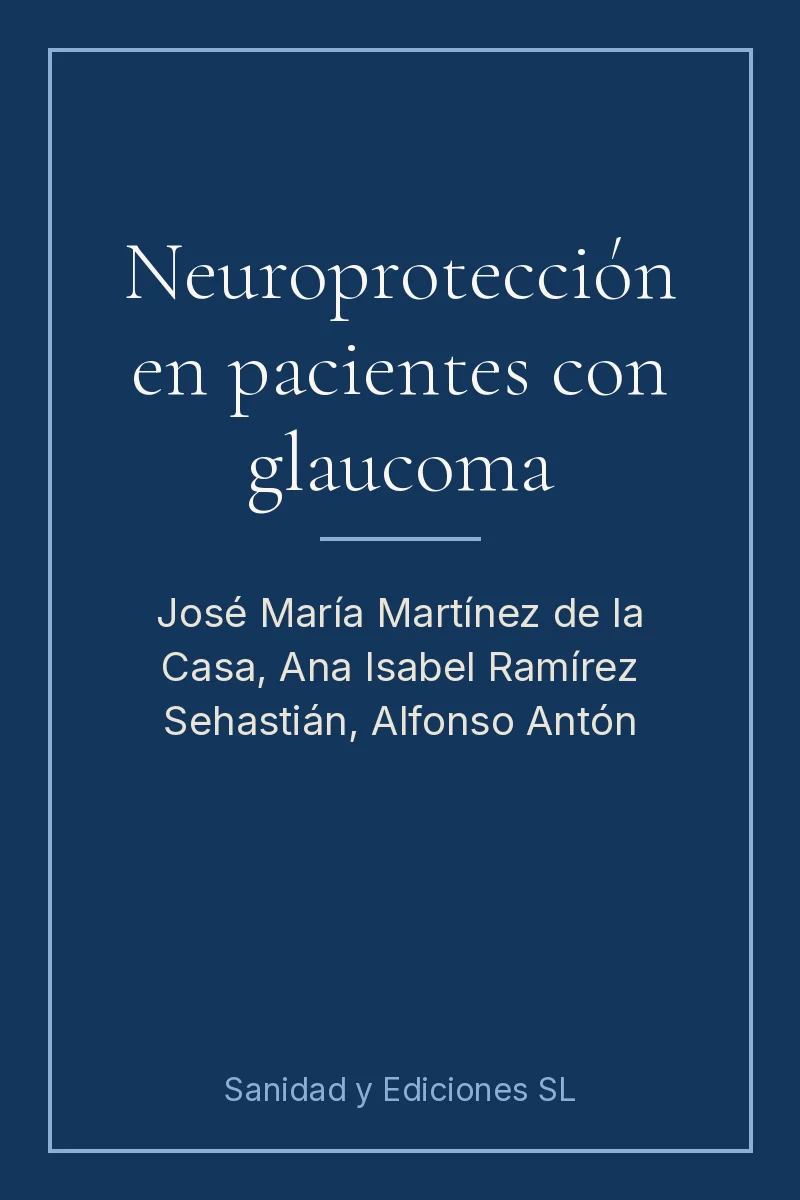 Neuroprotección
en pacientes con
glaucoma
José María Martínez de la
Casa, Ana Isabel Ramírez
Sehastián, Alfonso Antón
Sanidad y Ediciones SL